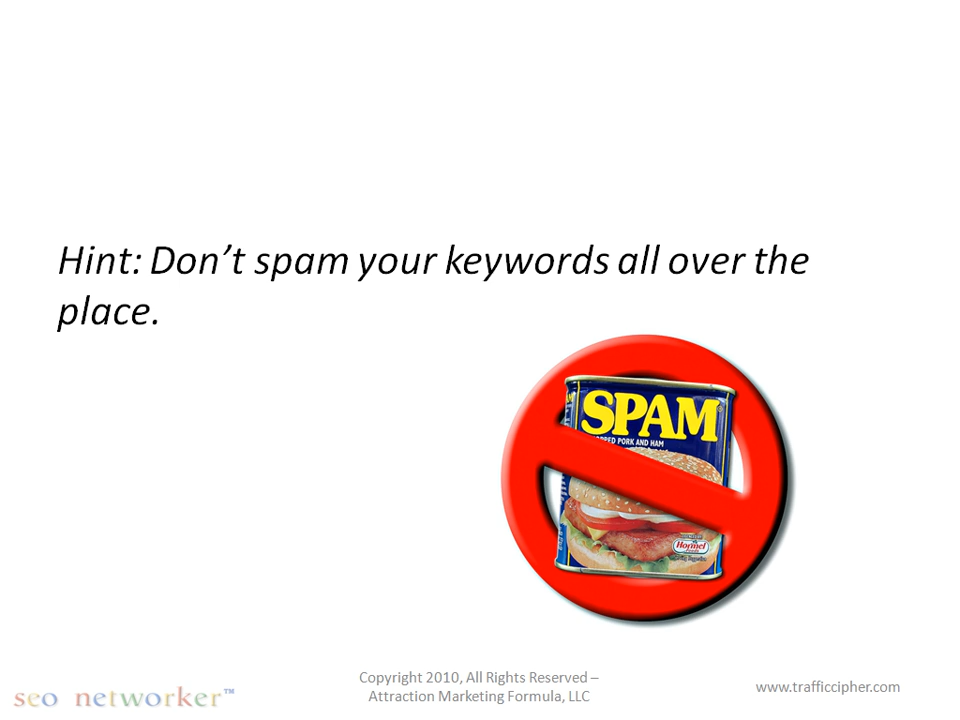 Hint: Don’t spam your keywords all over the
place.
SPAM
PORK AND HAM
Hormel
Foods
seo networker™
Copyright 2010, All Rights Reserved –
Attraction Marketing Formula, LLC
www.trafficcipher.com